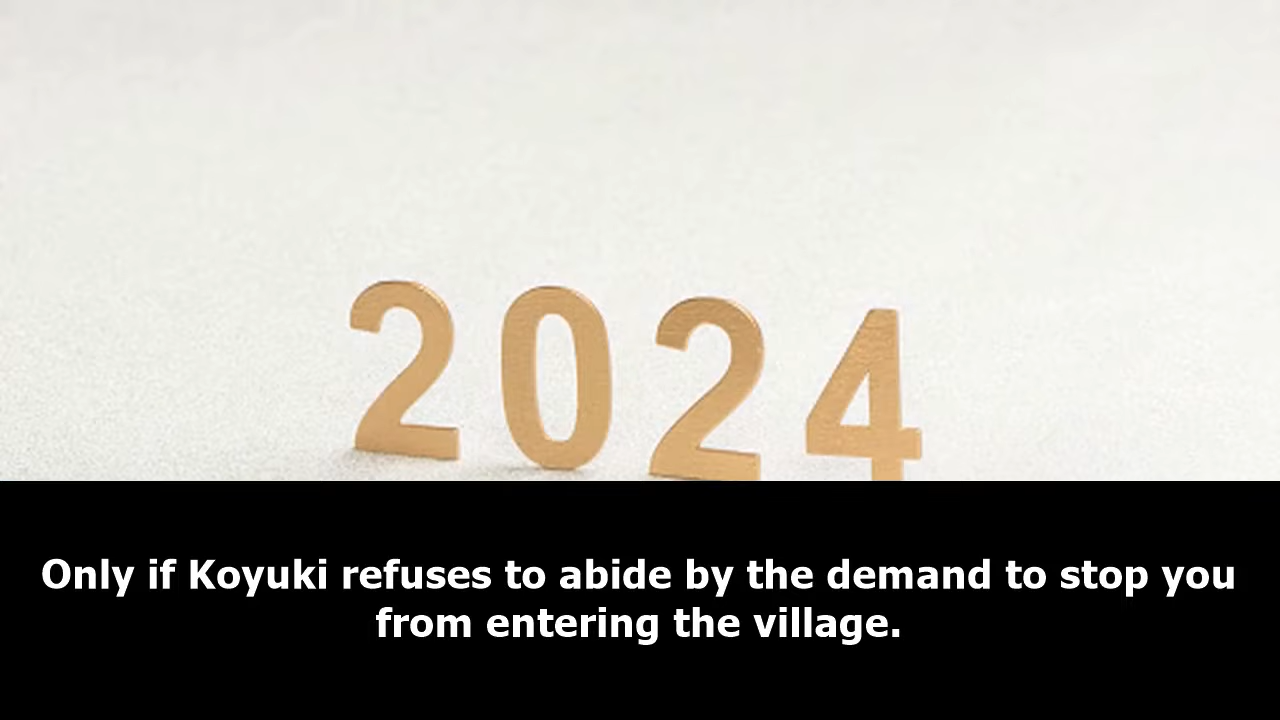 2024
Only if Koyuki refuses to abide by the demand to stop you
from entering the village.